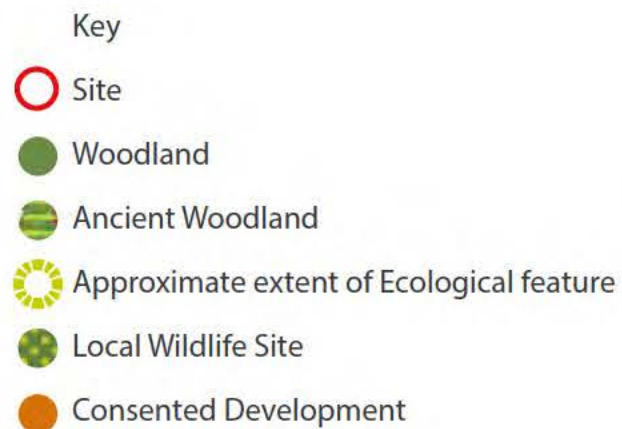 Key
Site
Woodland
Ancient Woodland
Approximate extent of Ecological feature
Local Wildlife Site
Consented Development